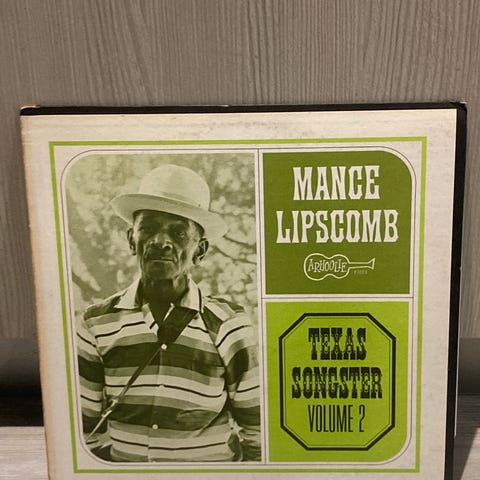 MANCE
LIPSCOMB
ARHOOLIE
TEXAS
SONGSTER
VOLUME 2